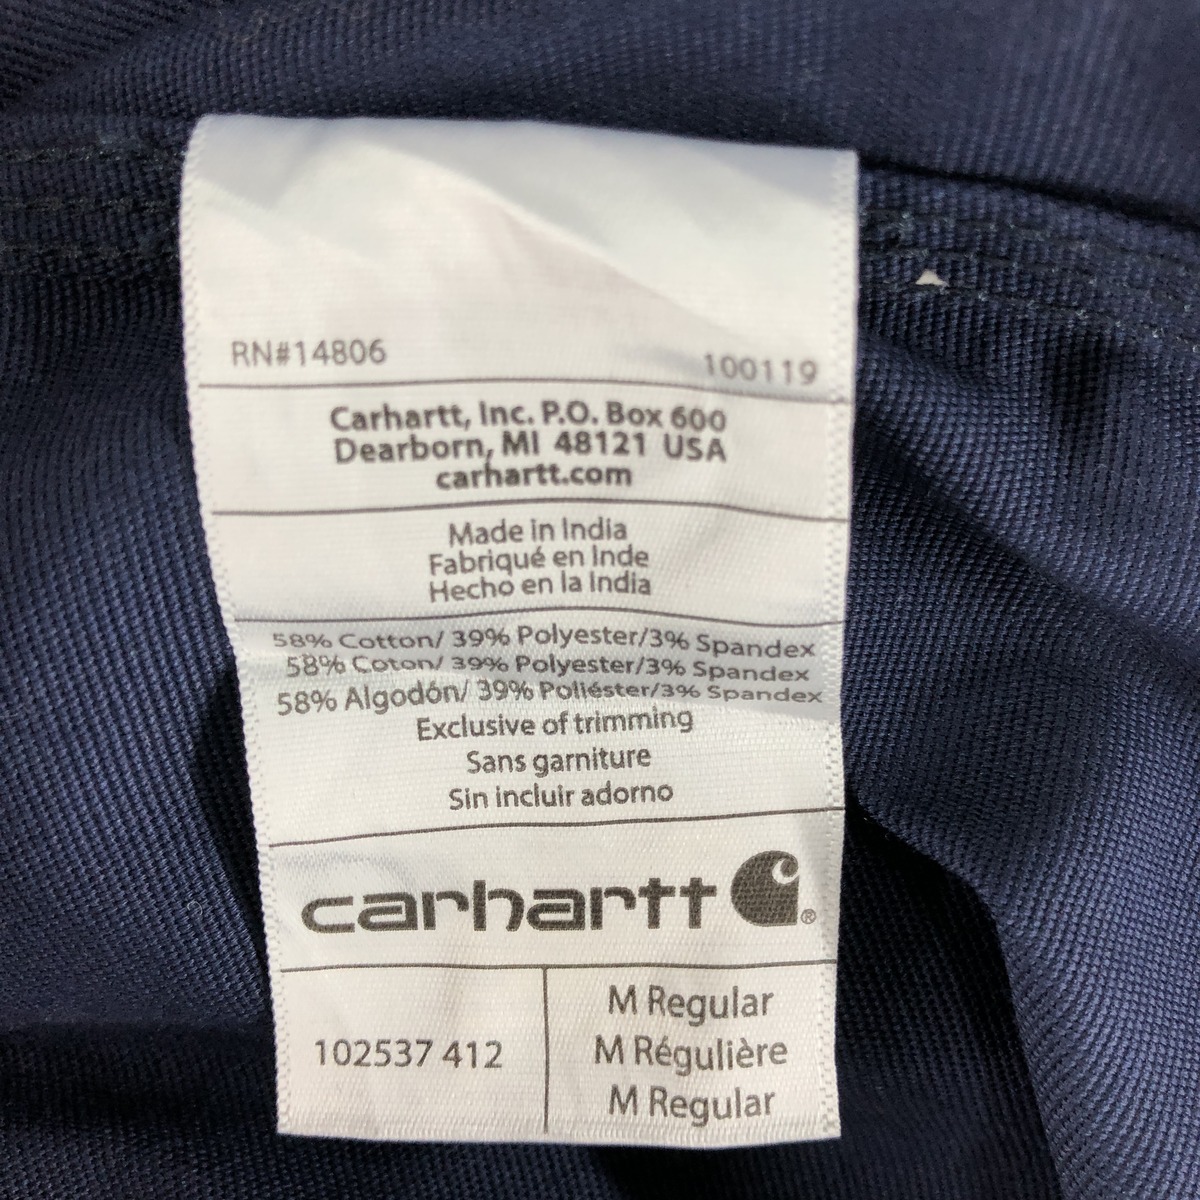 RN#14806 100119
Carhartt, Inc. P.O. Box 600
Dearborn, MI 48121 USA
carhartt.com
Made in India
Fabriqué en Inde
Hecho en la India
58% Cotton/ 39% Polyester/3% Spandex
58% Coton/ 39% Polyester/3% Spandex
58% Algodón/ 39% Poliéster/3% Spandex
Exclusive of trimming
Sans garniture
Sin incluir adorno
carhartt ®
102537 412
M Regular
M Régulière
M Regular